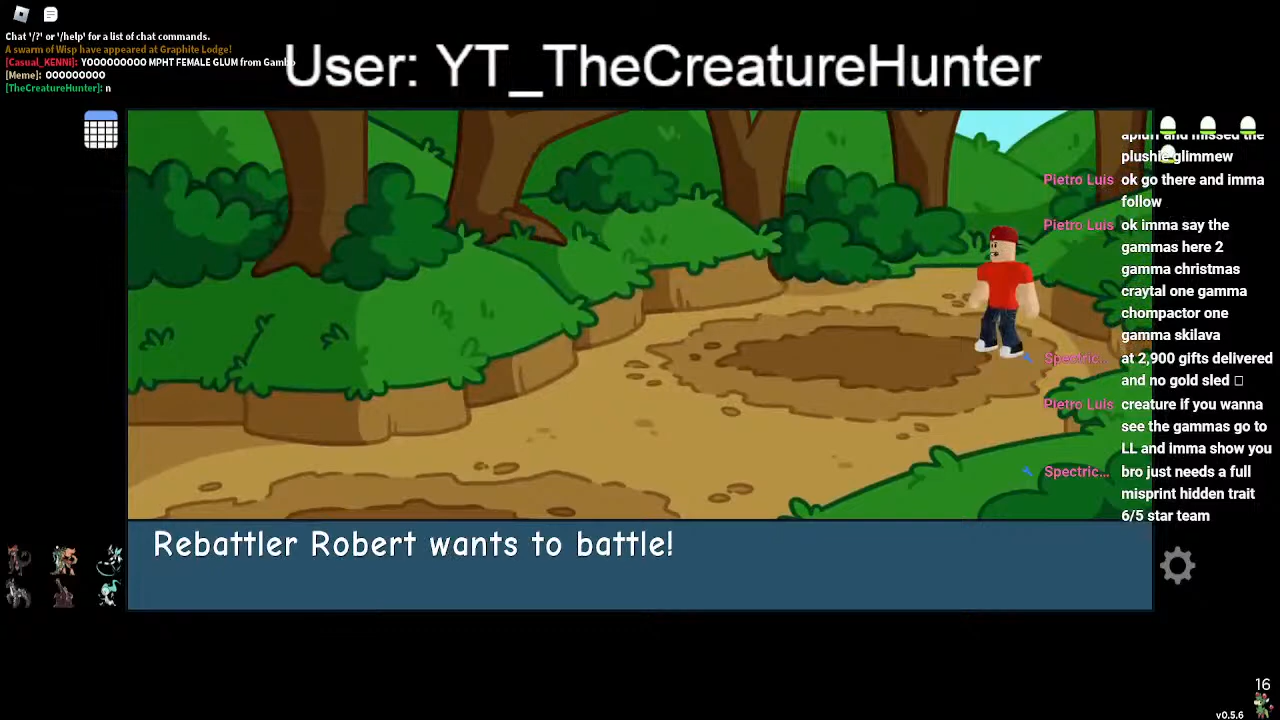 Chat '/?' or '/help' for a list of chat commands.
A swarm of Wisp have appeared at Graphite Lodge!
[Casual_KENNi]: YOOOOOOOOO MPHT FEMALE GLUM from Gambo
[Meme]: OOOOOOOOO
[TheCreatureHunter]: n
User: YT_TheCreatureHunter
and missed the
plushie glimmew
Pietro Luis ok go there and imma
follow
Pietro Luis ok imma say the
gammas here 2
gamma christmas
craytal one gamma
chompactor one
gamma skilava
Spectric... at 2,900 gifts delivered
and no gold sled
Pietro Luis creature if you wanna
see the gammas go to
LL and imma show you
Spectric... bro just needs a full
misprint hidden trait
6/5 star team
Rebattler Robert wants to battle!
16
v0.5.6